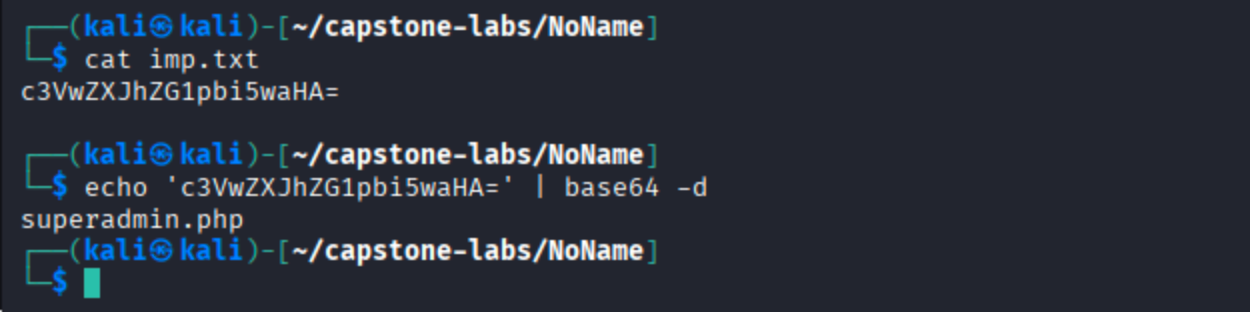 ┌──(kali㉿kali)-[~/capstone-labs/NoName]
└─$ cat imp.txt
c3VwZXJhZG1pbi5waHA=
┌──(kali㉿kali)-[~/capstone-labs/NoName]
└─$ echo 'c3VwZXJhZG1pbi5waHA=' | base64 -d
superadmin.php
┌──(kali㉿kali)-[~/capstone-labs/NoName]
└─$